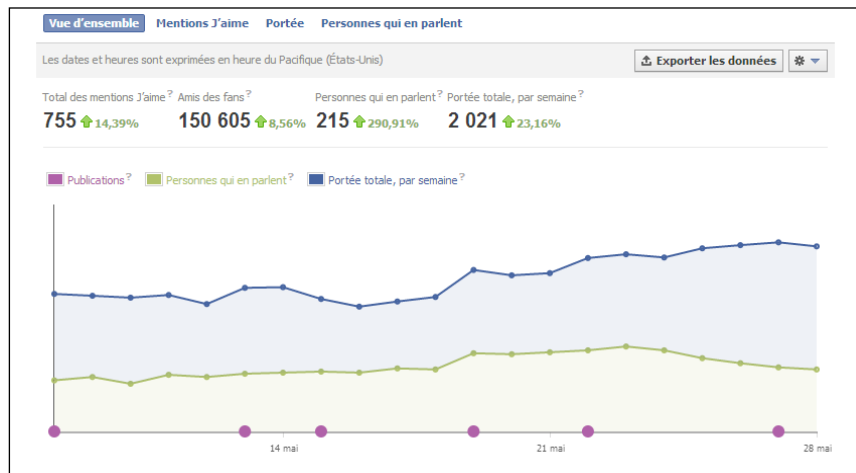 Vue d'ensemble Mentions J'aime Portée Personnes qui en parlent
Les dates et heures sont exprimées en heure du Pacifique (États-Unis) Exporter les données
Total des mentions J'aime ? Amis des fans ? Personnes qui en parlent ? Portée totale, par semaine ?
755 14,39% 150 605 8,56% 215 290,91% 2 021 23,16%
Publications ? Personnes qui en parlent ? Portée totale, par semaine ?
14 mai 21 mai 28 mai